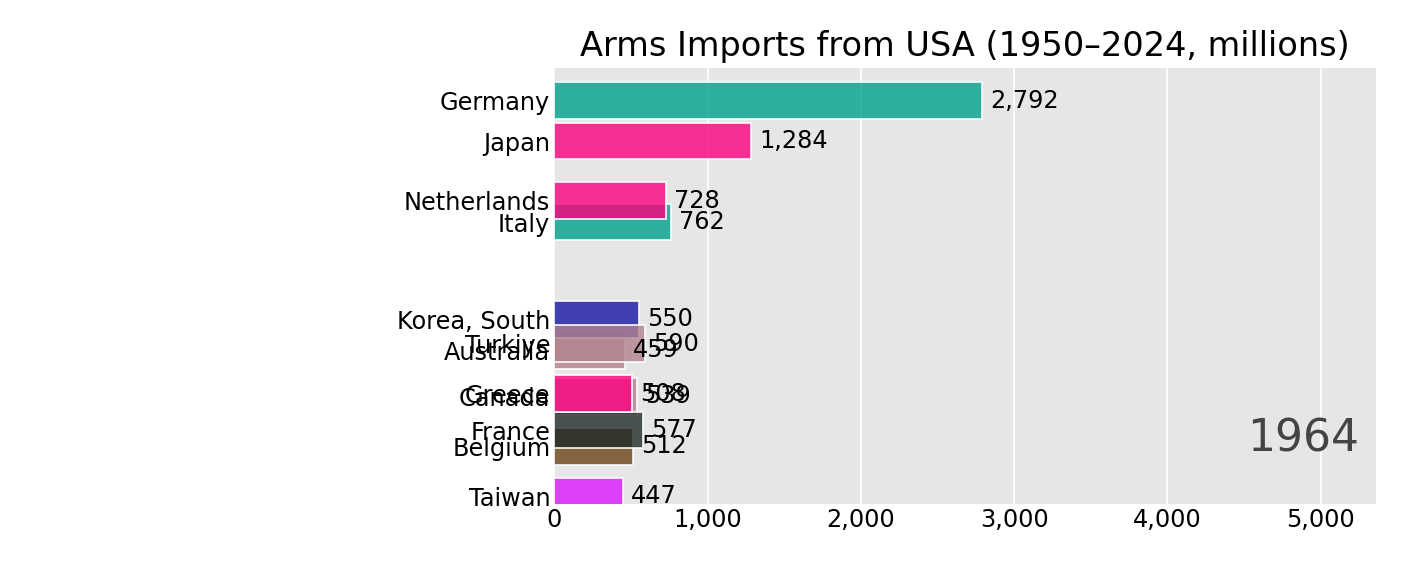 Arms Imports from USA (1950–2024, millions)
Germany 2,792
Japan 1,284
Netherlands 728
Italy 762
Korea, South 550
Turkiye 590
Australia 459
Greece 508
Canada 539
France 577
Belgium 512
1964
Taiwan 447
0 1,000 2,000 3,000 4,000 5,000